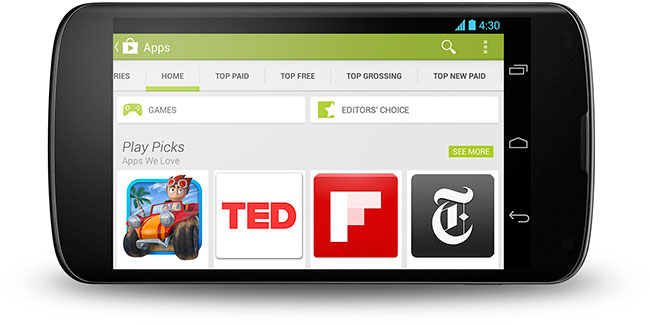 4:30
Apps
RIES
HOME
TOP PAID
TOP FREE
TOP GROSSING
TOP NEW PAID
GAMES
EDITORS' CHOICE
Play Picks
SEE MORE
Apps We Love
TED
F
T